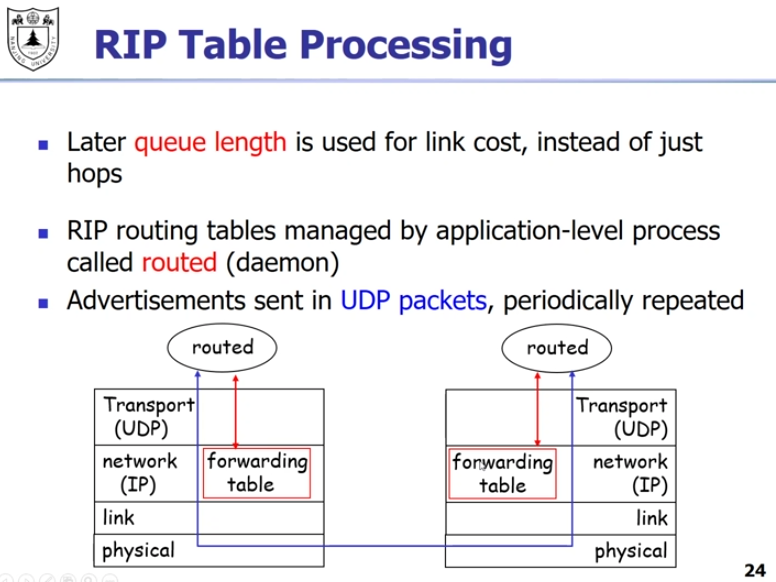 RIP Table Processing
Later queue length is used for link cost, instead of just
hops
RIP routing tables managed by application-level process
called routed (daemon)
Advertisements sent in UDP packets, periodically repeated
routed
routed
Transport
(UDP)
network
(IP)
forwarding
table
link
physical
Transport
(UDP)
forwarding
table
network
(IP)
link
physical
24